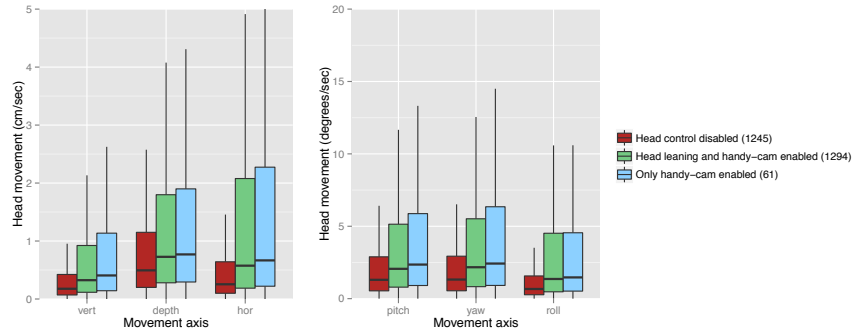 Head movement (cm/sec)
5
4
3
2
1
0
vert depth hor
Movement axis
Head movement (degrees/sec)
20
15
10
5
0
pitch yaw roll
Movement axis
Head control disabled (1245)
Head leaning and handy-cam enabled (1294)
Only handy-cam enabled (61)